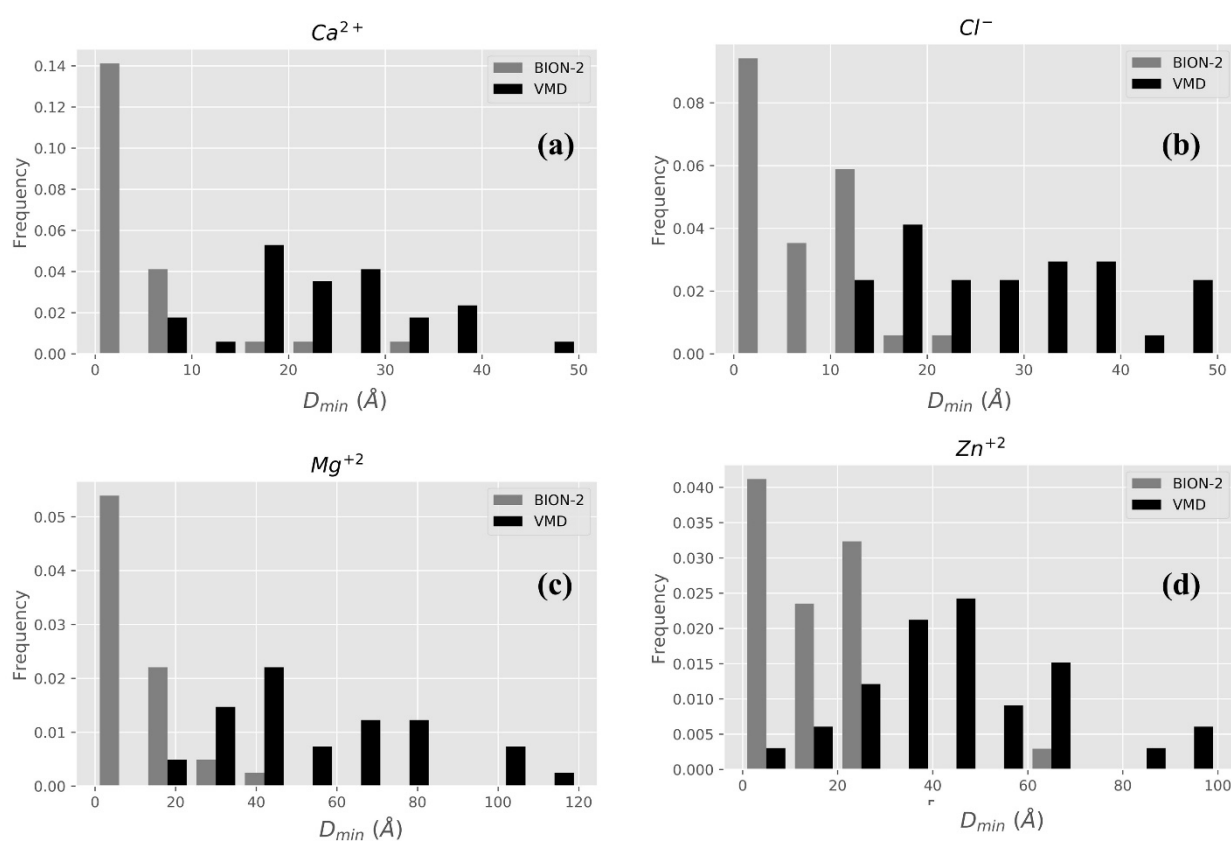 Ca²⁺
0.14
0.12
0.10
0.08
0.06
0.04
0.02
0.00
Frequency
BION-2
VMD
(a)
0 10 20 30 40 50
D_min (Å)
Cl⁻
0.08
0.06
0.04
0.02
0.00
Frequency
BION-2
VMD
(b)
0 10 20 30 40 50
D_min (Å)
Mg⁺²
0.05
0.04
0.03
0.02
0.01
0.00
Frequency
BION-2
VMD
(c)
0 20 40 60 80 100 120
D_min (Å)
Zn⁺²
0.040
0.035
0.030
0.025
0.020
0.015
0.010
0.005
0.000
Frequency
BION-2
VMD
(d)
0 20 40 60 80 100
D_min (Å)